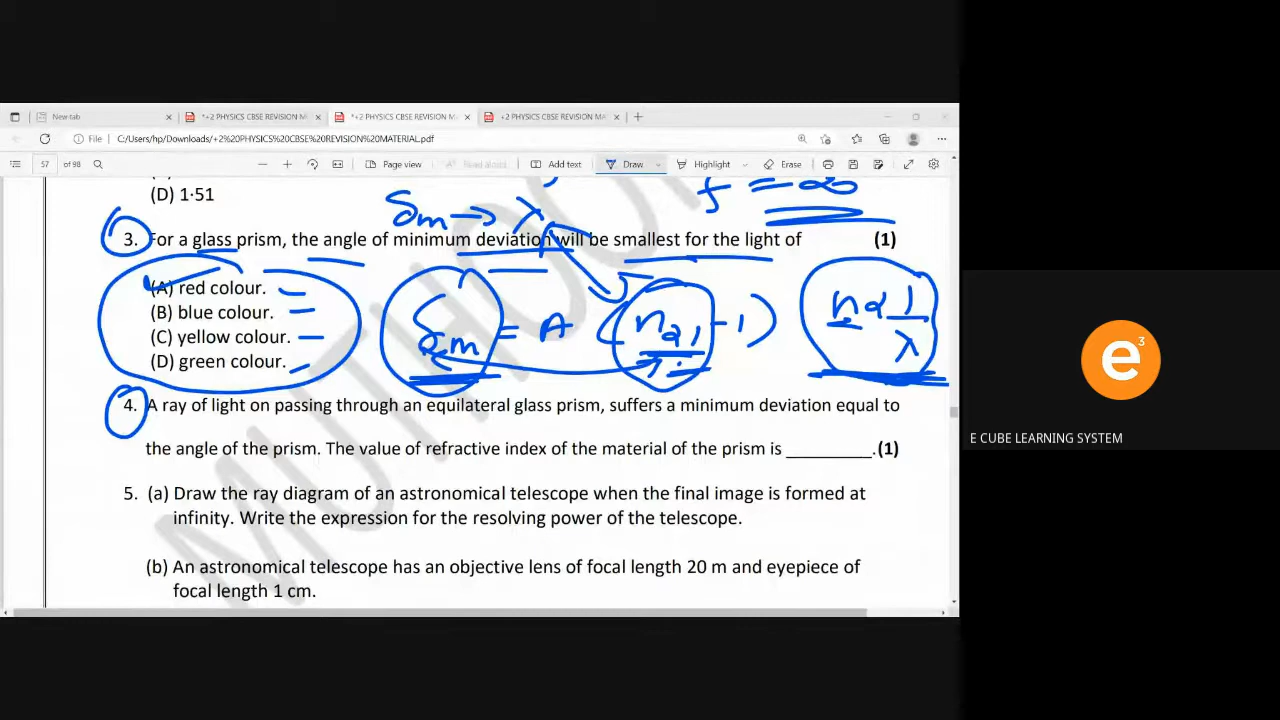 New tab
*+2 PHYSICS CBSE REVISION M
*+2 PHYSICS CBSE REVISION M
+2 PHYSICS CBSE REVISION MA
File
C:/Users/hp/Downloads/+2%20PHYSICS%20CBSE%20REVISION%20MATERIAL.pdf
57 of 98
Page view
Read aloud
Add text
Draw
Highlight
Erase
(D) 1·51
f = ∞
δm → λ
3. For a glass prism, the angle of minimum deviation will be smallest for the light of (1)
(A) red colour.
(B) blue colour.
(C) yellow colour.
(D) green colour.
δm = A (n21 - 1)
n α 1/λ
4. A ray of light on passing through an equilateral glass prism, suffers a minimum deviation equal to
the angle of the prism. The value of refractive index of the material of the prism is _________.(1)
5. (a) Draw the ray diagram of an astronomical telescope when the final image is formed at
infinity. Write the expression for the resolving power of the telescope.
(b) An astronomical telescope has an objective lens of focal length 20 m and eyepiece of
focal length 1 cm.
e3
E CUBE LEARNING SYSTEM